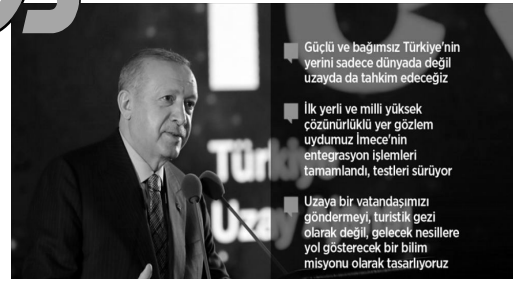 Güçlü ve bağımsız Türkiye'nin
yerini sadece dünyada değil
uzayda da tahkim edeceğiz
İlk yerli ve milli yüksek
çözünürlüklü yer gözlem
uydumuz İmece'nin
entegrasyon işlemleri
tamamlandı, testleri sürüyor
Uzaya bir vatandaşımızı
göndermeyi, turistik gezi
olarak değil, gelecek nesillere
yol gösterecek bir bilim
misyonu olarak tasarlıyoruz